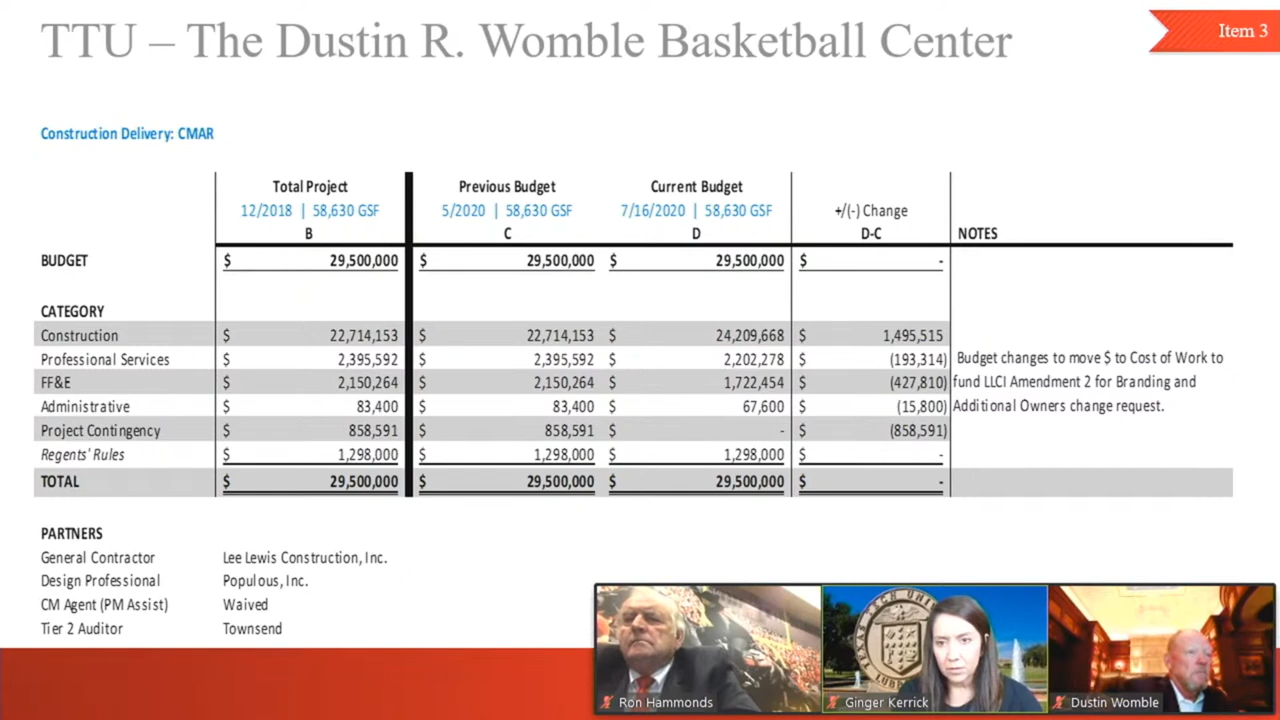 TTU – The Dustin R. Womble Basketball Center
Item 3
Construction Delivery: CMAR
Total Project Previous Budget Current Budget
12/2018 | 58,630 GSF 5/2020 | 58,630 GSF 7/16/2020 | 58,630 GSF +/(-) Change
B C D D-C NOTES
BUDGET $ 29,500,000 $ 29,500,000 $ 29,500,000 $ -
CATEGORY
Construction $ 22,714,153 $ 22,714,153 $ 24,209,668 $ 1,495,515
Professional Services $ 2,395,592 $ 2,395,592 $ 2,202,278 $ (193,314) Budget changes to move $ to Cost of Work to
FF&E $ 2,150,264 $ 2,150,264 $ 1,722,454 $ (427,810) fund LLCI Amendment 2 for Branding and
Administrative $ 83,400 $ 83,400 $ 67,600 $ (15,800) Additional Owners change request.
Project Contingency $ 858,591 $ 858,591 $ - $ (858,591)
Regents' Rules $ 1,298,000 $ 1,298,000 $ 1,298,000 $ -
TOTAL $ 29,500,000 $ 29,500,000 $ 29,500,000 $ -
PARTNERS
General Contractor Lee Lewis Construction, Inc.
Design Professional Populous, Inc.
CM Agent (PM Assist) Waived
Tier 2 Auditor Townsend
Ron Hammonds Ginger Kerrick Dustin Womble